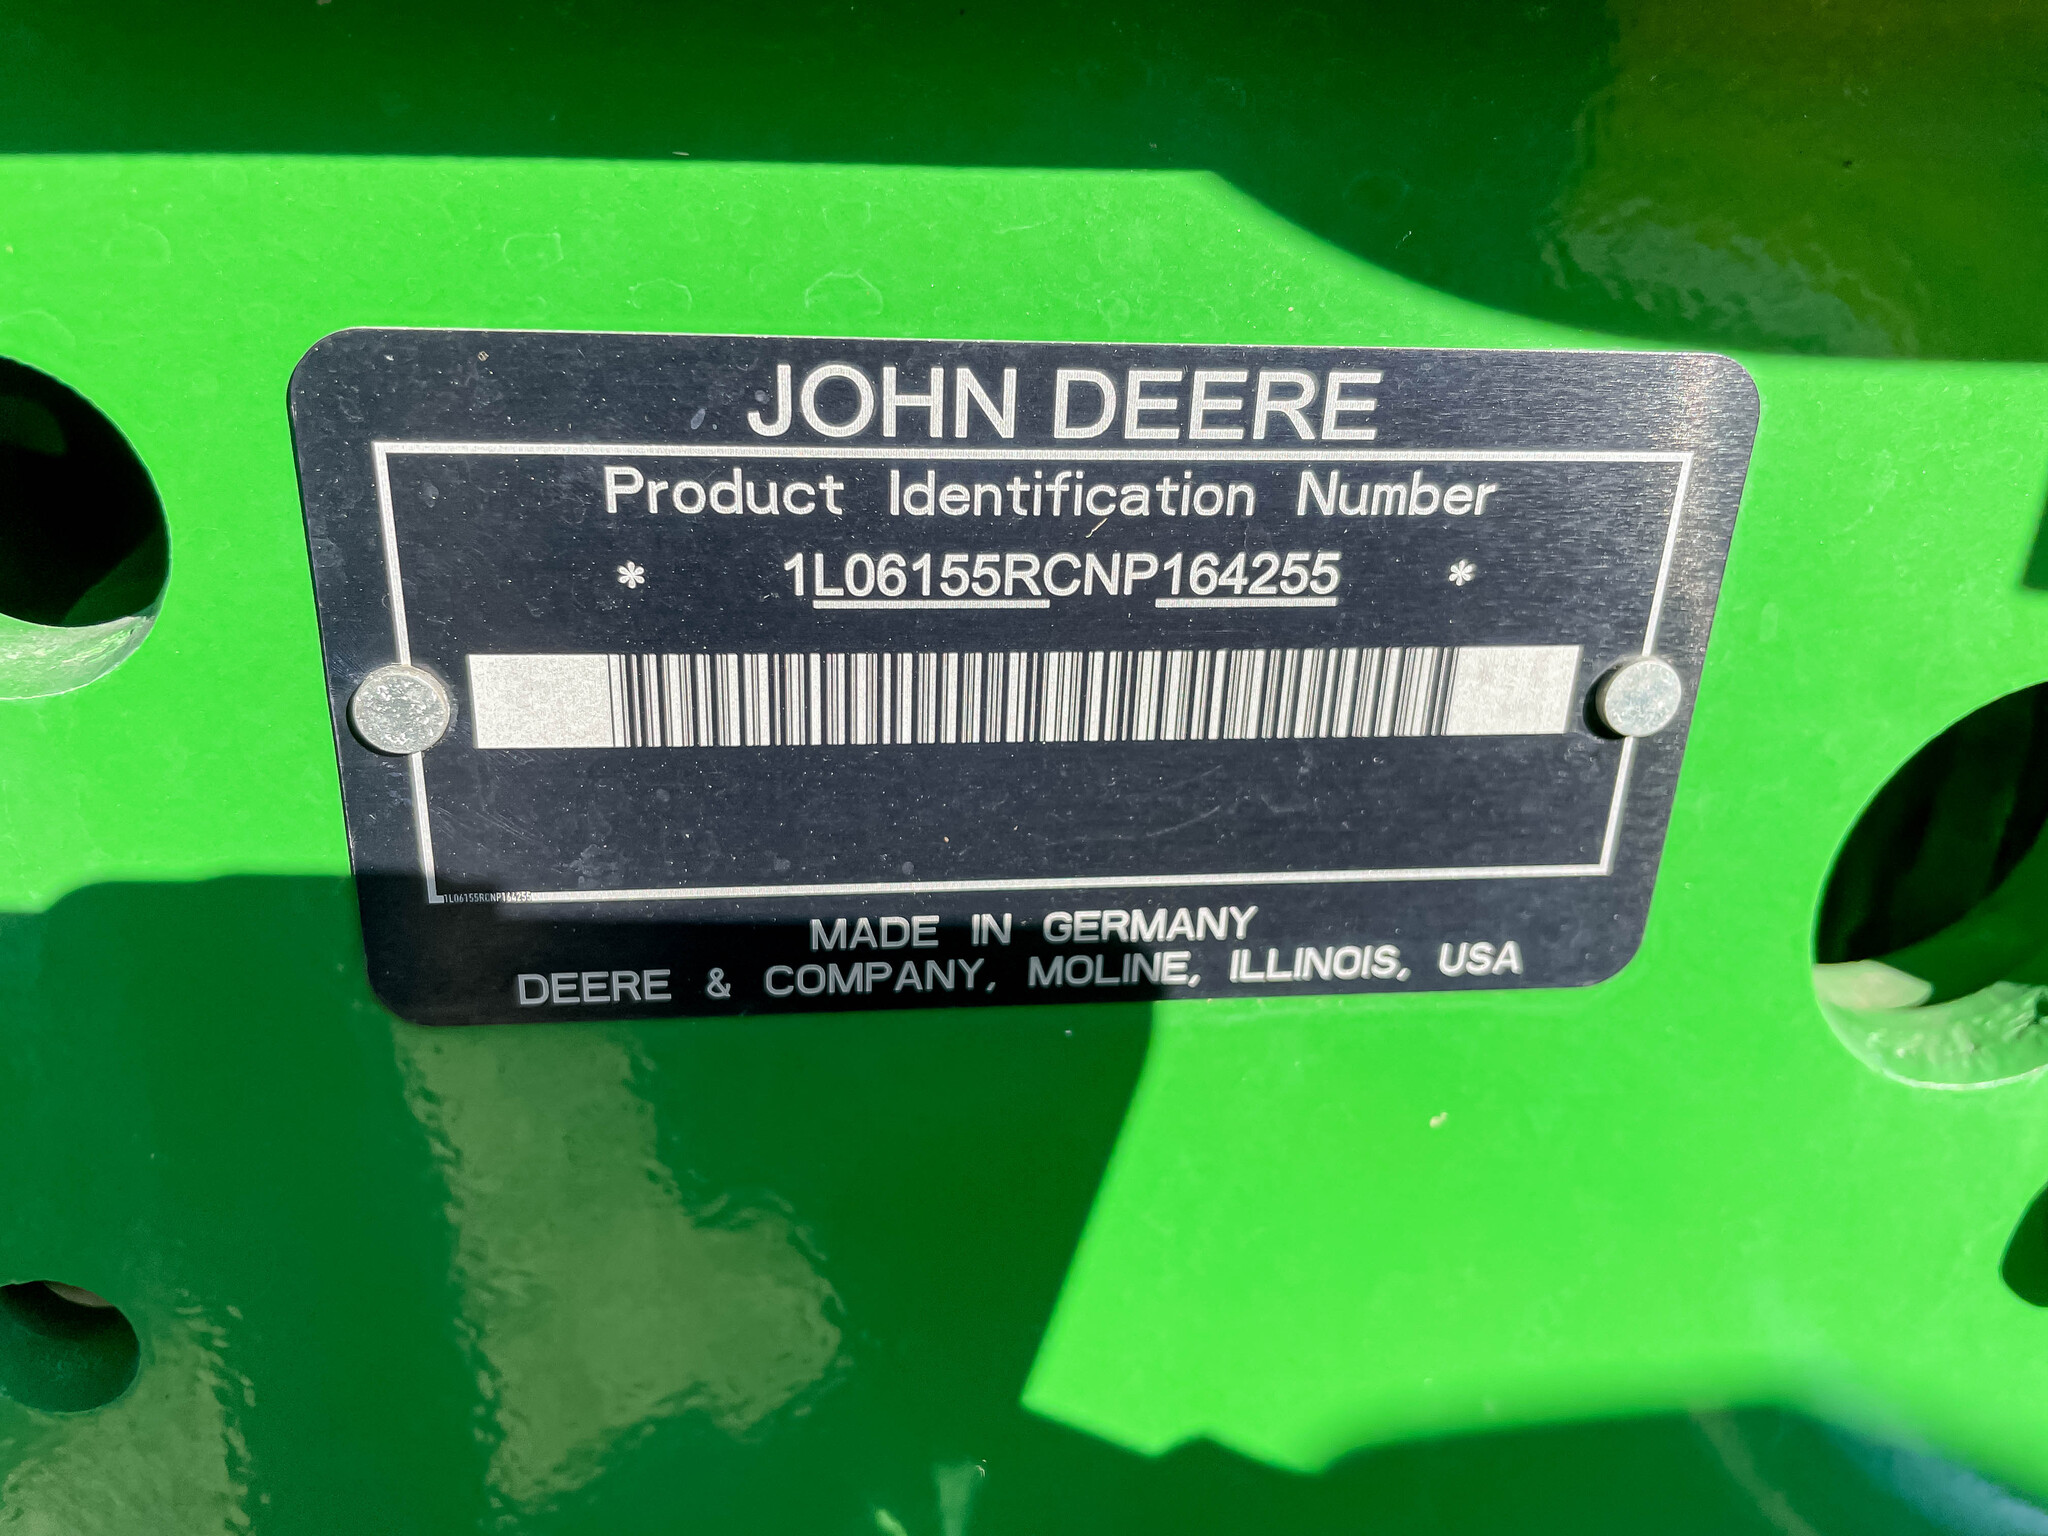 JOHN DEERE
Product Identification Number
* 1L06155RCNP164255 *
1L06155RCNP164255
MADE IN GERMANY
DEERE & COMPANY, MOLINE, ILLINOIS, USA